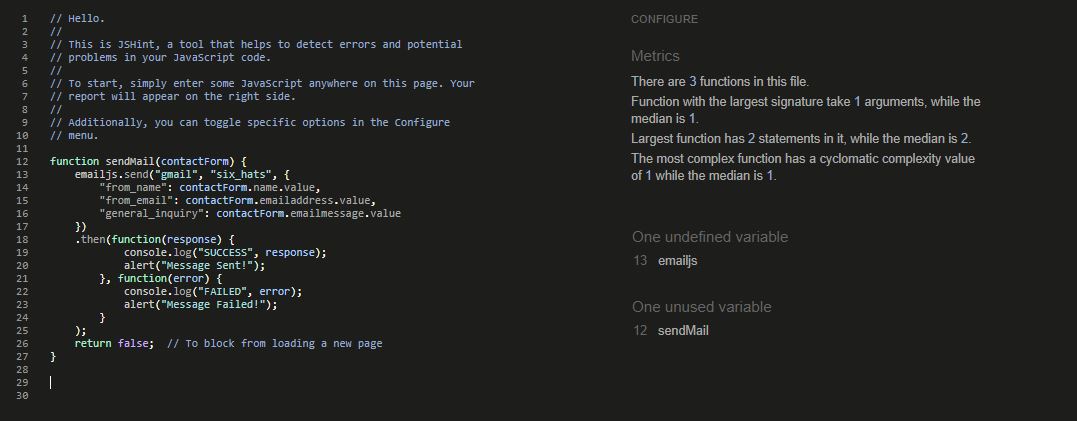 1 // Hello.
2 //
3 // This is JSHint, a tool that helps to detect errors and potential
4 // problems in your JavaScript code.
5 //
6 // To start, simply enter some JavaScript anywhere on this page. Your
7 // report will appear on the right side.
8 //
9 // Additionally, you can toggle specific options in the Configure
10 // menu.
11
12 function sendMail(contactForm) {
13     emailjs.send("gmail", "six_hats", {
14         "from_name": contactForm.name.value,
15         "from_email": contactForm.emailaddress.value,
16         "general_inquiry": contactForm.emailmessage.value
17     })
18     .then(function(response) {
19             console.log("SUCCESS", response);
20             alert("Message Sent!");
21         }, function(error) {
22             console.log("FAILED", error);
23             alert("Message Failed!");
24         }
25     );
26     return false;  // To block from loading a new page
27 }
28
29
30
CONFIGURE
Metrics
There are 3 functions in this file.
Function with the largest signature take 1 arguments, while the
median is 1.
Largest function has 2 statements in it, while the median is 2.
The most complex function has a cyclomatic complexity value
of 1 while the median is 1.
One undefined variable
13 emailjs
One unused variable
12 sendMail